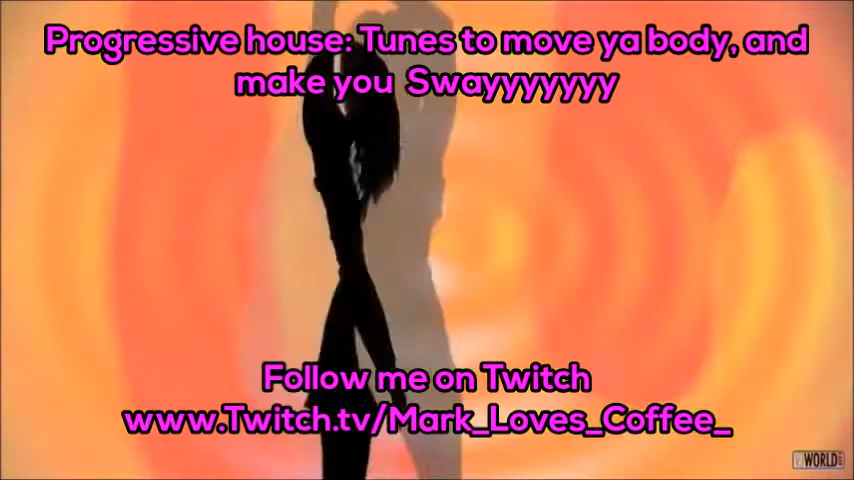 Progressive house: Tunes to move ya body, and
make you Swayyyyyyy
Follow me on Twitch
www.Twitch.tv/Mark_Loves_Coffee_
VJWORLD